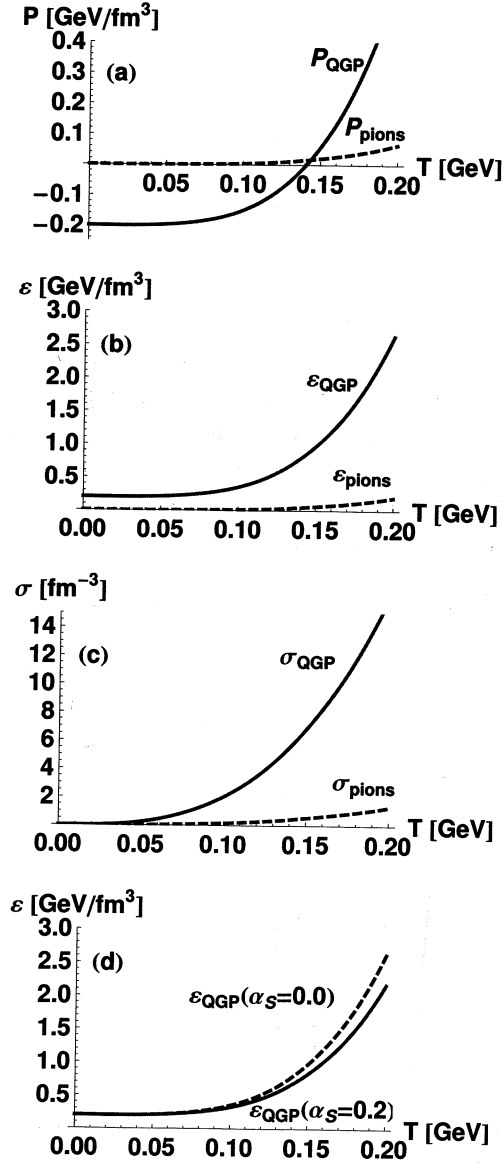 P [GeV/fm³]
0.4
(a)
P_QGP
0.3
0.2
P_pions
0.1
T [GeV]
0.05 0.10 0.15 0.20
−0.1
−0.2
ε [GeV/fm³]
3.0
(b)
2.5
2.0
ε_QGP
1.5
1.0
ε_pions
0.5
T [GeV]
0.00 0.05 0.10 0.15 0.20
σ [fm⁻³]
14
(c)
12
σ_QGP
10
8
6
4
σ_pions
2
T [GeV]
0.00 0.05 0.10 0.15 0.20
ε [GeV/fm³]
3.0
(d)
2.5
2.0
ε_QGP(α_S=0.0)
1.5
1.0
0.5
ε_QGP(α_S=0.2)
T [GeV]
0.00 0.05 0.10 0.15 0.20